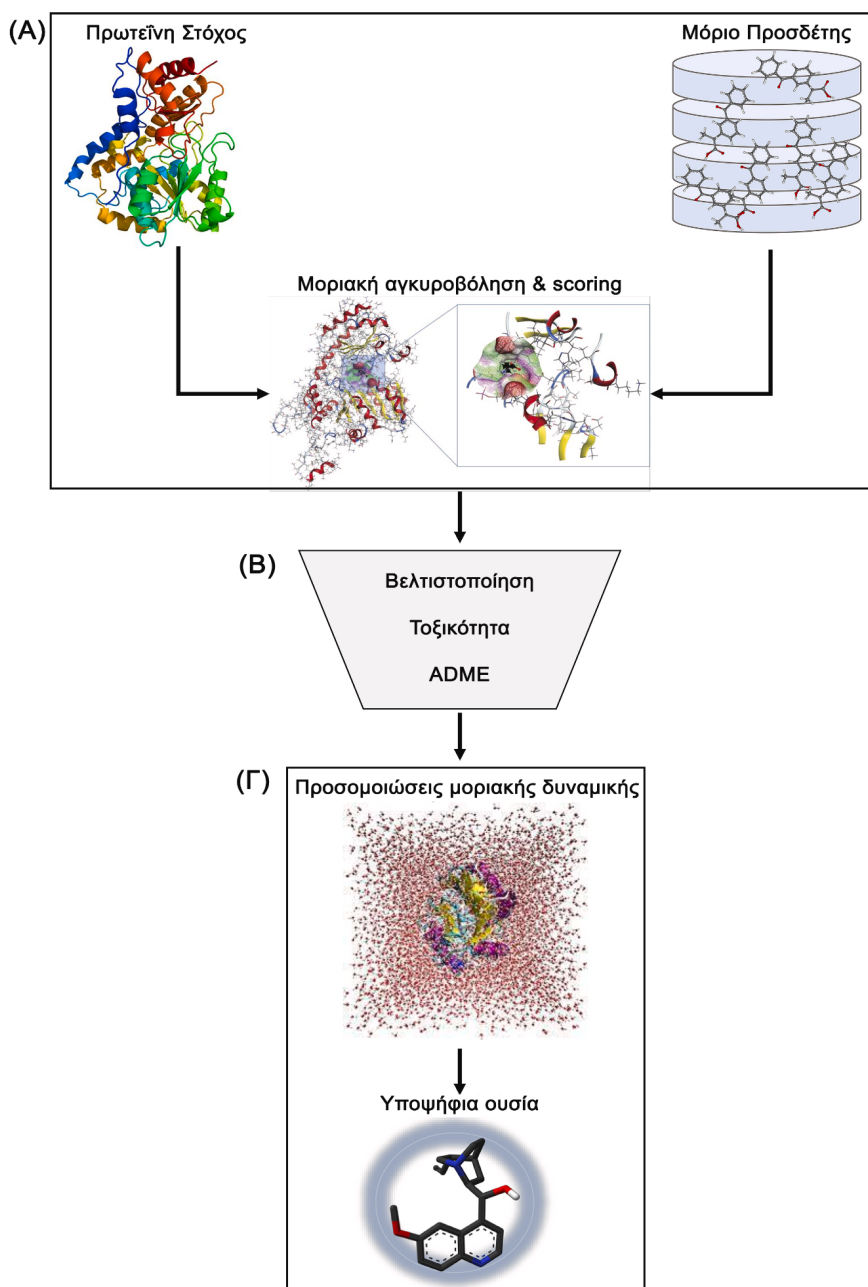 (Α)
Πρωτεΐνη Στόχος
Μόριο Προσδέτης
Μοριακή αγκυροβόληση & scoring
(Β)
Βελτιστοποίηση
Τοξικότητα
ADME
(Γ)
Προσομοιώσεις μοριακής δυναμικής
Υποψήφια ουσία